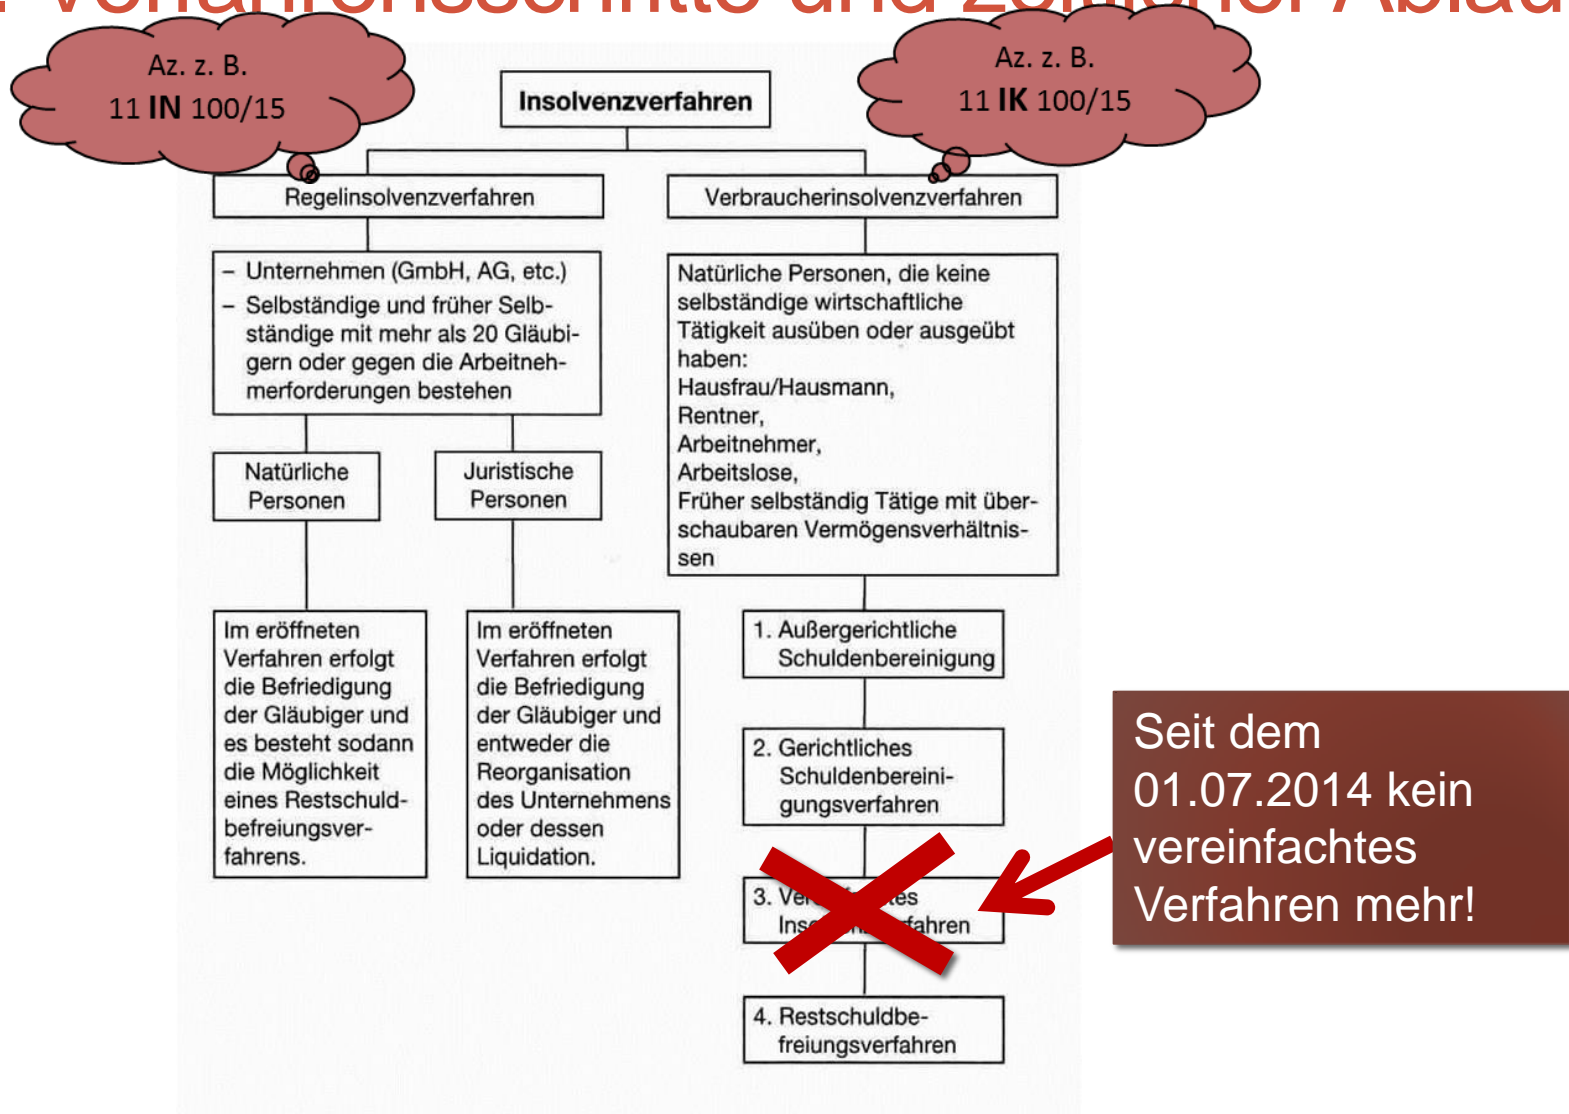 Verfahrensschritte und zeitlicher Ablauf
Az. z. B.
11 IN 100/15
Az. z. B.
11 IK 100/15
Insolvenzverfahren
Regelinsolvenzverfahren
Verbraucherinsolvenzverfahren
– Unternehmen (GmbH, AG, etc.)
– Selbständige und früher Selb-
ständige mit mehr als 20 Gläubi-
gern oder gegen die Arbeitneh-
merforderungen bestehen
Natürliche Personen, die keine
selbständige wirtschaftliche
Tätigkeit ausüben oder ausgeübt
haben:
Hausfrau/Hausmann,
Rentner,
Arbeitnehmer,
Arbeitslose,
Früher selbständig Tätige mit über-
schaubaren Vermögensverhältnis-
sen
Natürliche
Personen
Juristische
Personen
Im eröffneten
Verfahren erfolgt
die Befriedigung
der Gläubiger und
es besteht sodann
die Möglichkeit
eines Restschuld-
befreiungsver-
fahrens.
Im eröffneten
Verfahren erfolgt
die Befriedigung
der Gläubiger und
entweder die
Reorganisation
des Unternehmens
oder dessen
Liquidation.
1. Außergerichtliche
Schuldenbereinigung
2. Gerichtliches
Schuldenbereini-
gungsverfahren
3.
4. Restschuldbe-
freiungsverfahren
Seit dem
01.07.2014 kein
vereinfachtes
Verfahren mehr!